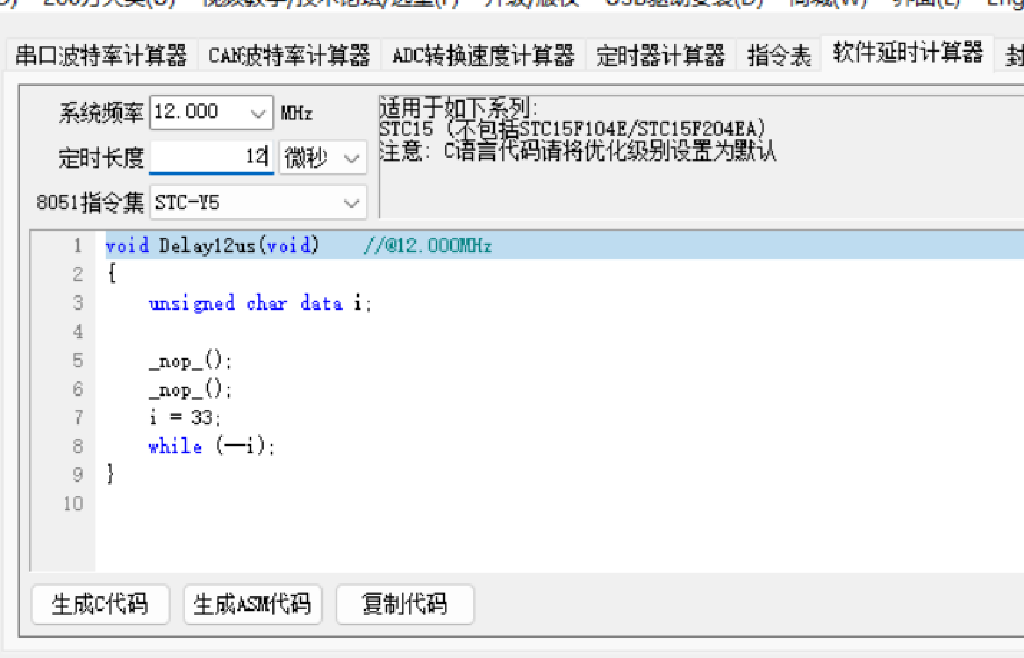 串口波特率计算器 CAN波特率计算器 ADC转换速度计算器 定时器计算器 指令表 软件延时计算器 封
系统频率 12.000 MHz
定时长度 12 微秒
8051指令集 STC-Y5
适用于如下系列:
STC15 (不包括STC15F104E/STC15F204EA)
注意: C语言代码请将优化级别设置为默认
1 void Delay12us(void) //@12.000MHz
2 {
3 unsigned char data i;
4
5 _nop_();
6 _nop_();
7 i = 33;
8 while (--i);
9 }
10
生成C代码 生成ASM代码 复制代码